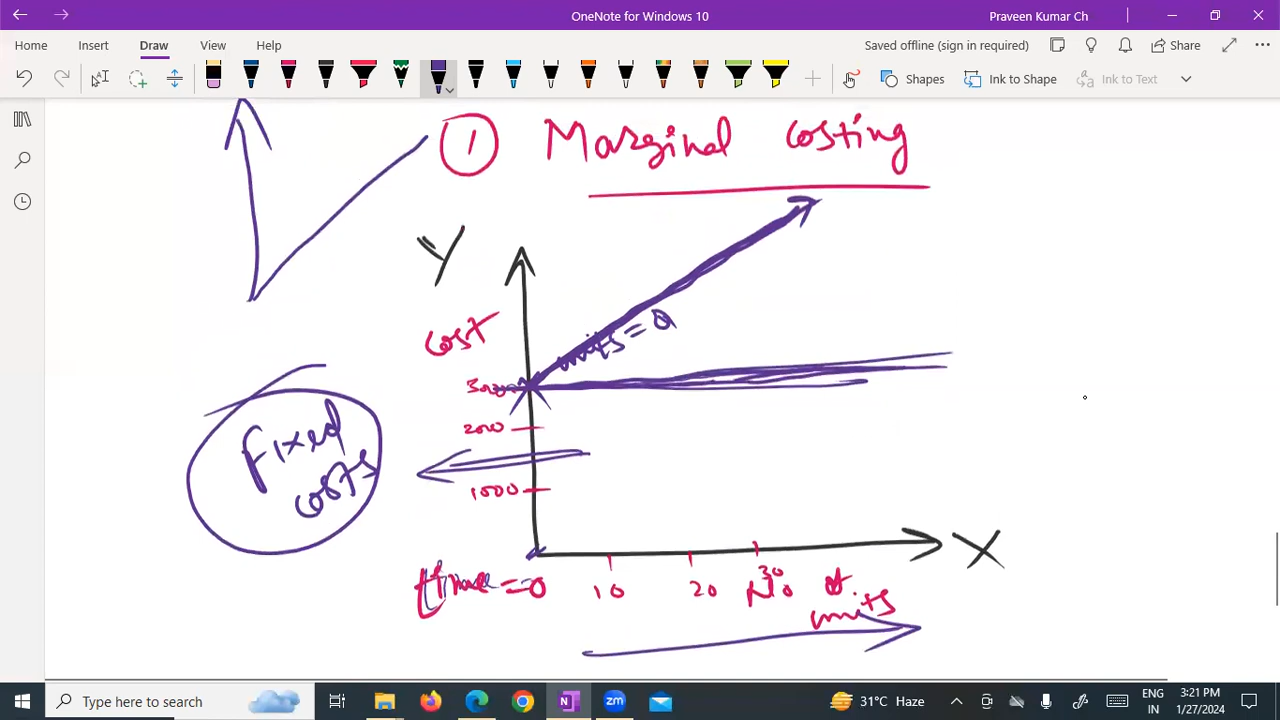 OneNote for Windows 10
Praveen Kumar Ch
Home Insert Draw View Help
Saved offline (sign in required)
Share
Shapes
Ink to Shape
Ink to Text
1 Marginal costing
Y
cost
units = 0
3000
2000
1000
fixed
costs
X
time = 0 10 20 30 No of.
units
Type here to search
31°C Haze
ENG
IN
3:21 PM
1/27/2024